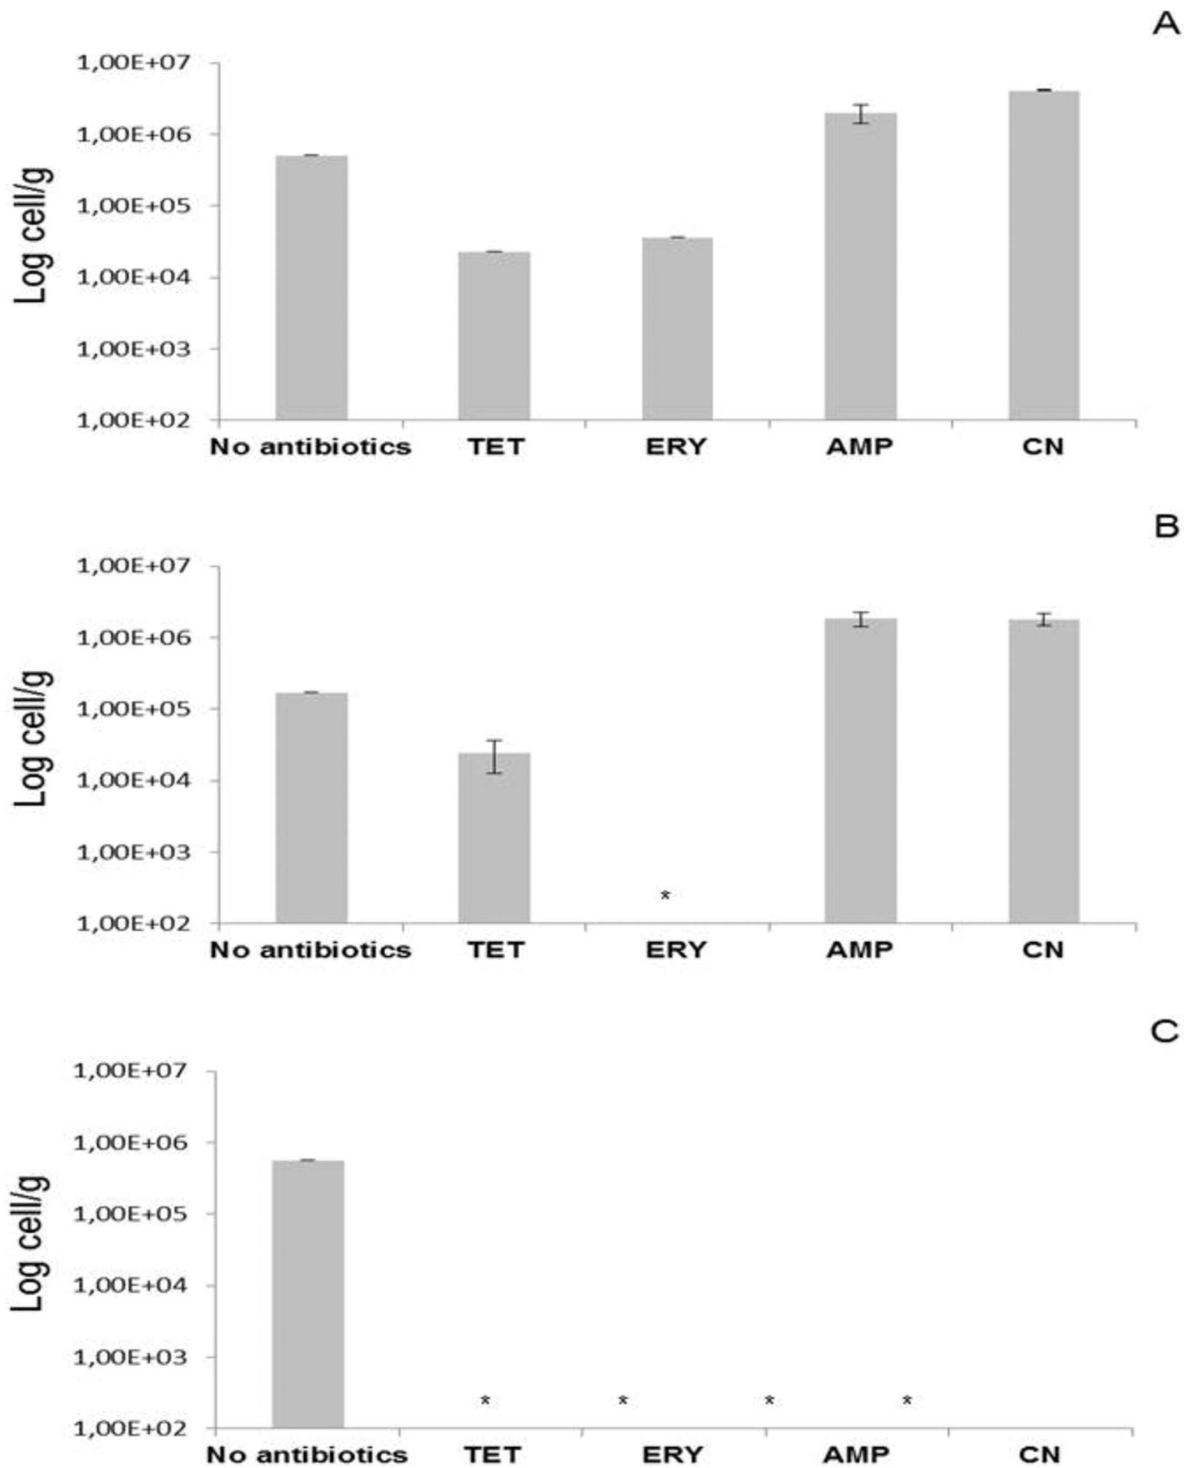 A
1,00E+07
1,00E+06
1,00E+05
1,00E+04
1,00E+03
1,00E+02
Log cell/g
No antibiotics TET ERY AMP CN
B
1,00E+07
1,00E+06
1,00E+05
1,00E+04
1,00E+03
1,00E+02
Log cell/g
*
No antibiotics TET ERY AMP CN
C
1,00E+07
1,00E+06
1,00E+05
1,00E+04
1,00E+03
1,00E+02
Log cell/g
* * * *
No antibiotics TET ERY AMP CN